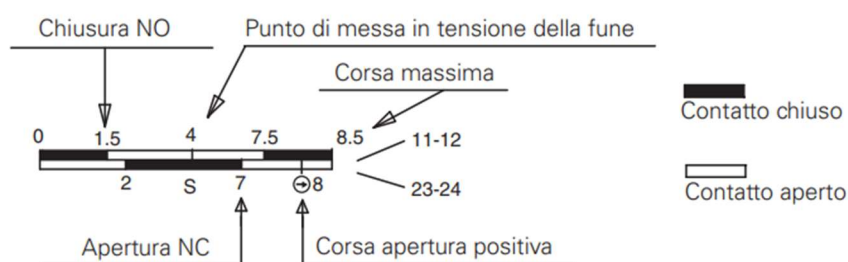 Chiusura NO
Punto di messa in tensione della fune
Corsa massima
Contatto chiuso
0 1.5 4 7.5 8.5 11-12
2 S 7 8 23-24
Contatto aperto
Apertura NC
Corsa apertura positiva